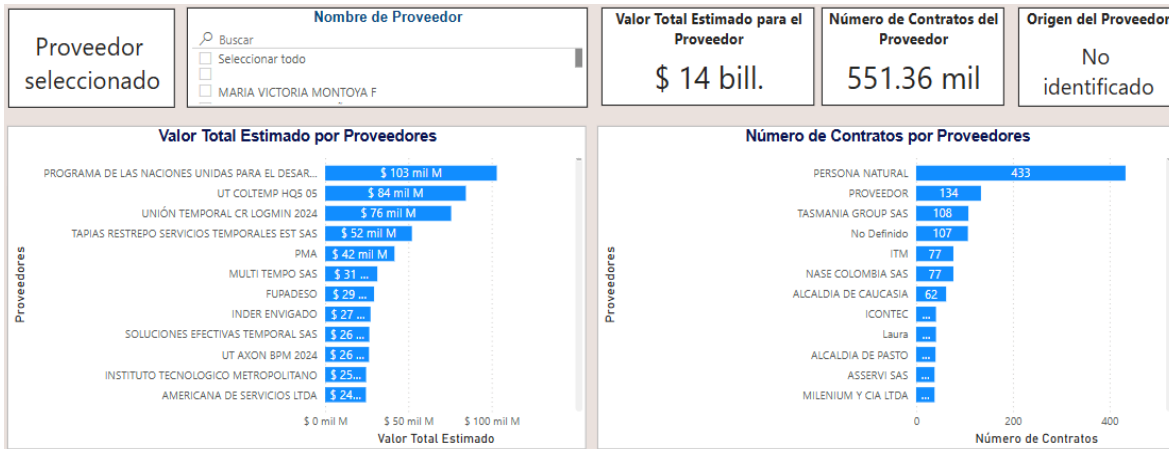 Proveedor
seleccionado
Nombre de Proveedor
Buscar
Seleccionar todo
MARIA VICTORIA MONTOYA F
Valor Total Estimado para el
Proveedor
$ 14 bill.
Número de Contratos del
Proveedor
551.36 mil
Origen del Proveedor
No
identificado
Valor Total Estimado por Proveedores
Proveedores
PROGRAMA DE LAS NACIONES UNIDAS PARA EL DESAR... $ 103 mil M
UT COLTEMP HQ5 05 $ 84 mil M
UNIÓN TEMPORAL CR LOGMIN 2024 $ 76 mil M
TAPIAS RESTREPO SERVICIOS TEMPORALES EST SAS $ 52 mil M
PMA $ 42 mil M
MULTI TEMPO SAS $ 31 ...
FUPADESO $ 29 ...
INDER ENVIGADO $ 27 ...
SOLUCIONES EFECTIVAS TEMPORAL SAS $ 26 ...
UT AXON BPM 2024 $ 26 ...
INSTITUTO TECNOLOGICO METROPOLITANO $ 25...
AMERICANA DE SERVICIOS LTDA $ 24...
$ 0 mil M $ 50 mil M $ 100 mil M
Valor Total Estimado
Número de Contratos por Proveedores
Proveedores
PERSONA NATURAL 433
PROVEEDOR 134
TASMANIA GROUP SAS 108
No Definido 107
ITM 77
NASE COLOMBIA SAS 77
ALCALDIA DE CAUCASIA 62
ICONTEC ...
Laura ...
ALCALDIA DE PASTO ...
ASSERVI SAS ...
MILENIUM Y CIA LTDA ...
0 200 400
Número de Contratos